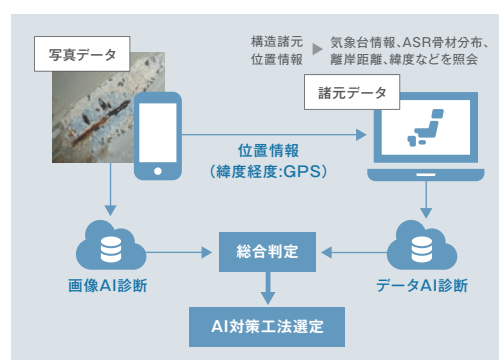 写真データ
構造諸元
位置情報
気象台情報、ASR骨材分布、
離岸距離、緯度などを照会
諸元データ
位置情報
（緯度経度:GPS）
総合判定
画像AI診断
データAI診断
AI対策工法選定